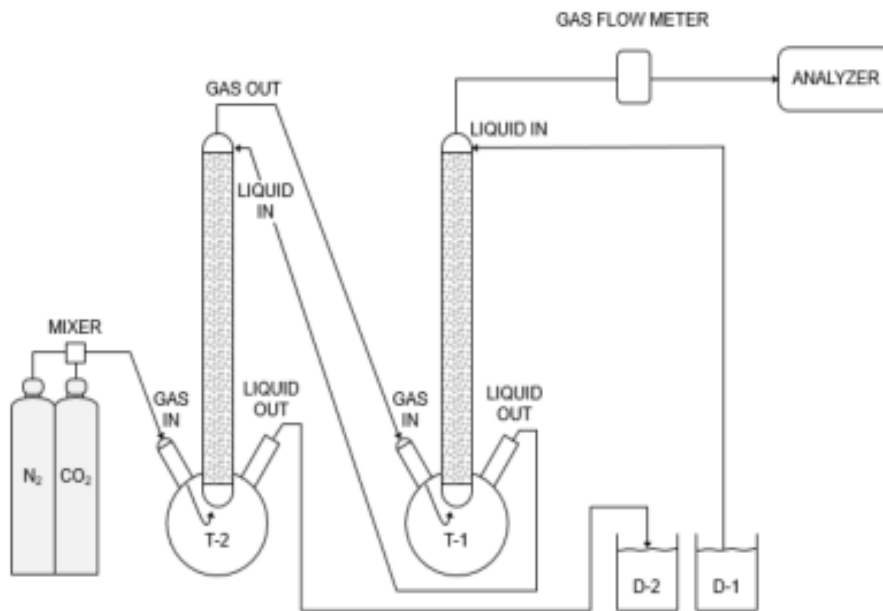 GAS FLOW METER
ANALYZER
GAS OUT
LIQUID IN
LIQUID
IN
MIXER
GAS
IN
LIQUID
OUT
GAS
IN
LIQUID
OUT
N₂
CO₂
T-2
T-1
D-2
D-1